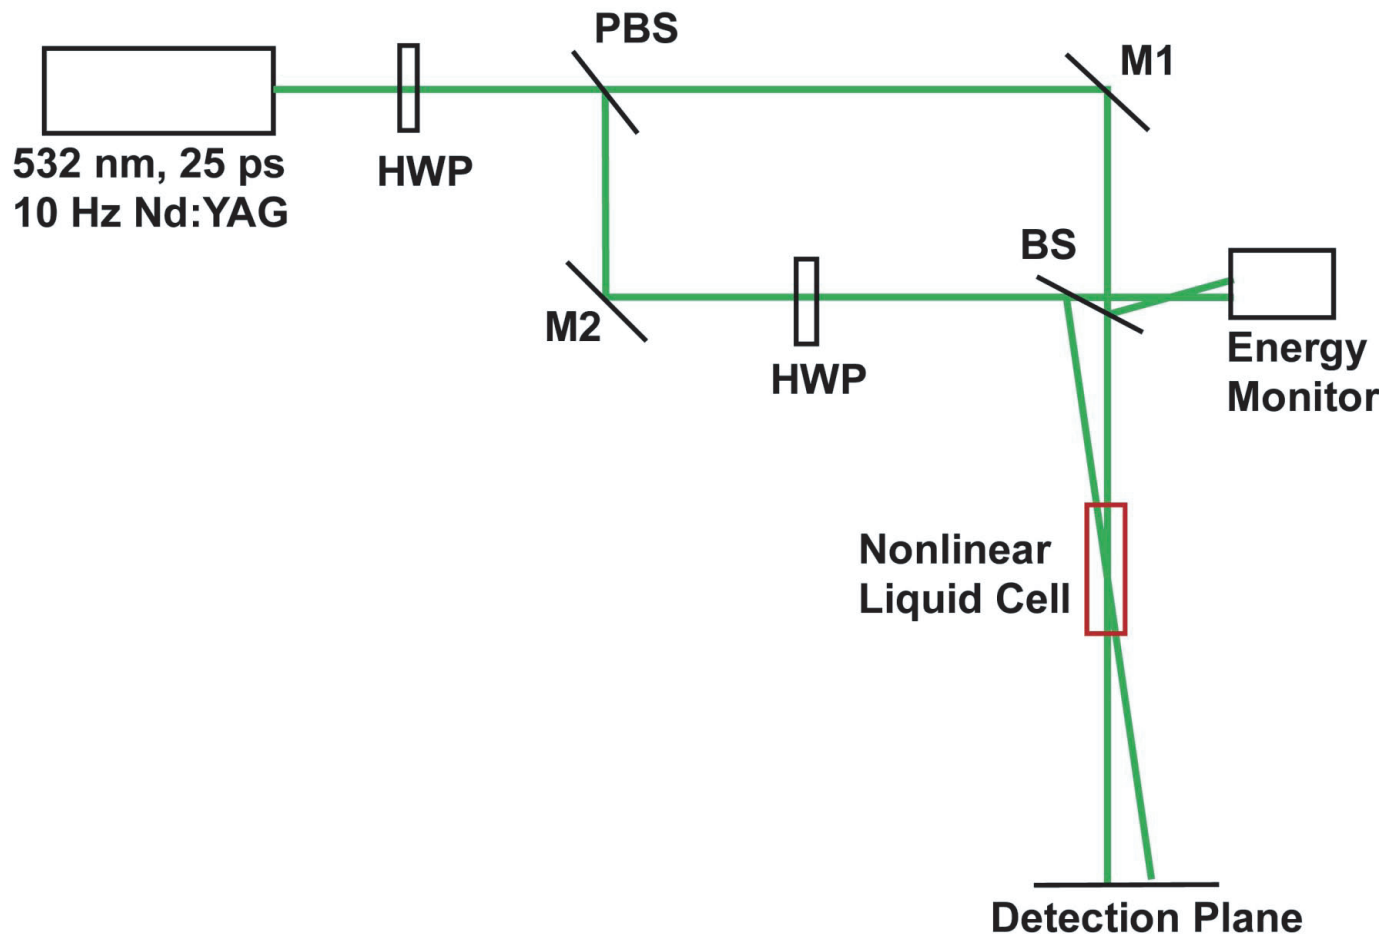 PBS
M1
HWP
532 nm, 25 ps
10 Hz Nd:YAG
BS
M2
HWP
Energy
Monitor
Nonlinear
Liquid Cell
Detection Plane